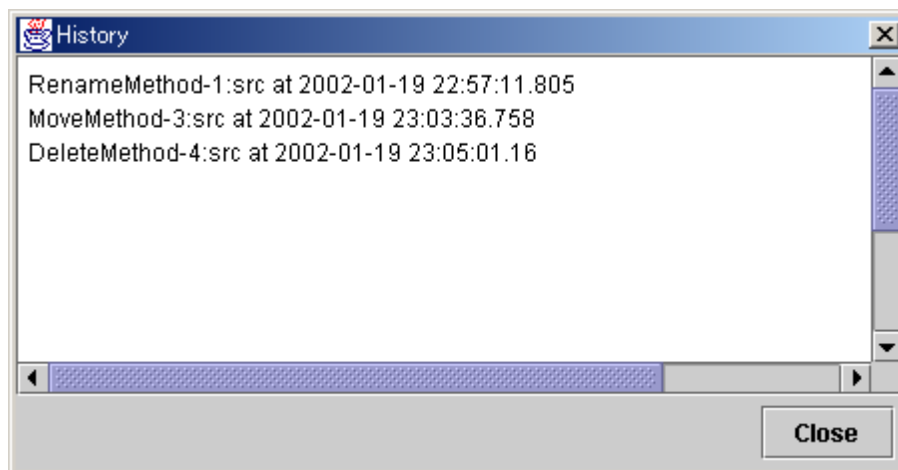 History
RenameMethod-1:src at 2002-01-19 22:57:11.805
MoveMethod-3:src at 2002-01-19 23:03:36.758
DeleteMethod-4:src at 2002-01-19 23:05:01.16
Close